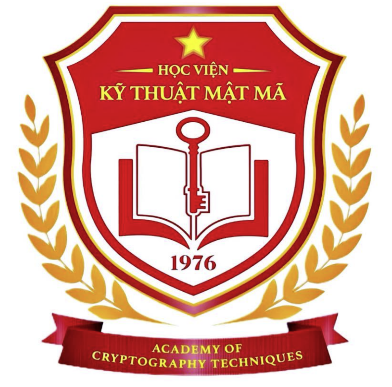 HỌC VIỆN
KỸ THUẬT MẬT MÃ
1976
ACADEMY OF
CRYPTOGRAPHY TECHNIQUES